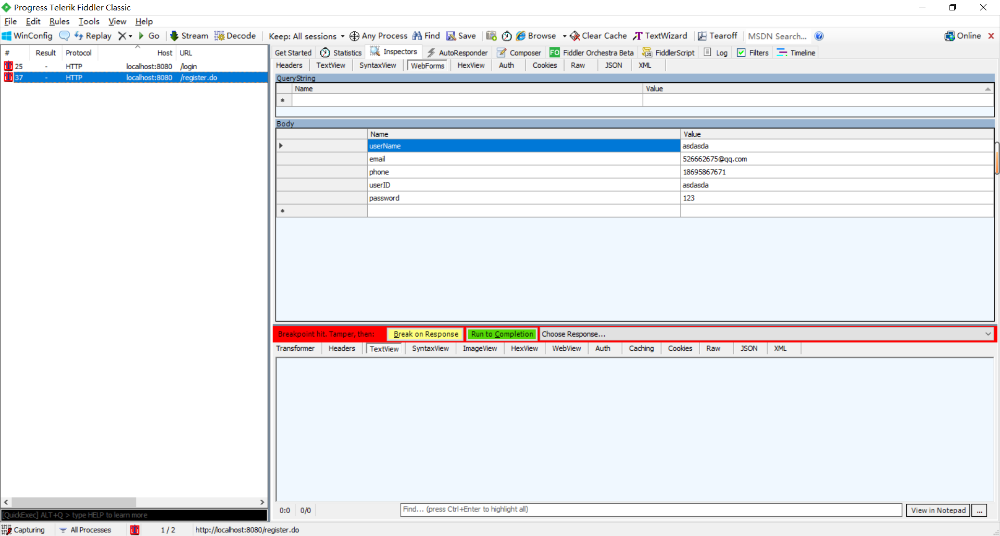 Progress Telerik Fiddler Classic
File Edit Rules Tools View Help
WinConfig Replay Go Stream Decode Keep: All sessions Any Process Find Save Browse Clear Cache TextWizard Tearoff MSDN Search... Online
# Result Protocol Host URL
25 - HTTP localhost:8080 /login
37 - HTTP localhost:8080 /register.do
Get Started Statistics Inspectors AutoResponder Composer FO Fiddler Orchestra Beta FiddlerScript Log Filters Timeline
Headers TextView SyntaxView WebForms HexView Auth Cookies Raw JSON XML
QueryString
Name Value
*
Body
Name Value
userName asdasda
email 526662675@qq.com
phone 18695867671
userID asdasda
password 123
*
Breakpoint hit. Tamper, then: Break on Response Run to Completion Choose Response...
Transformer Headers TextView SyntaxView ImageView HexView WebView Auth Caching Cookies Raw JSON XML
0:0 0/0 Find... (press Ctrl+Enter to highlight all) View in Notepad ...
[QuickExec] ALT+Q > type HELP to learn more
Capturing All Processes 1 / 2 http://localhost:8080/register.do